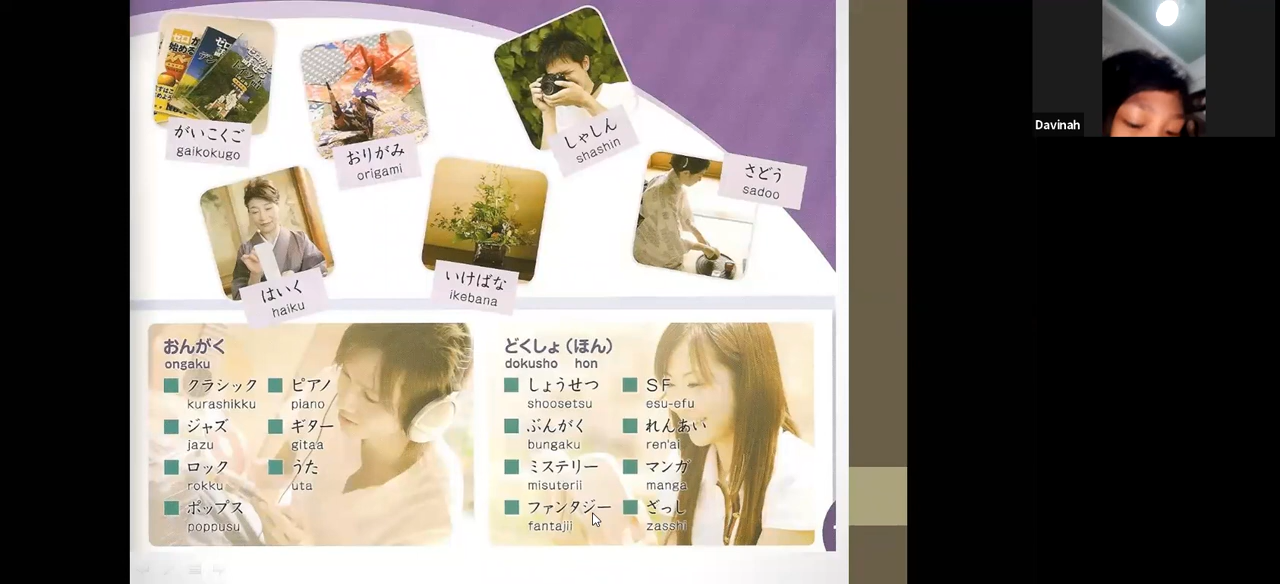 がいこくご
gaikokugo
おりがみ
origami
しゃしん
shashin
さどう
sadoo
はいく
haiku
いけばな
ikebana
おんがく
ongaku
クラシック
kurashikku
ピアノ
piano
ジャズ
jazu
ギター
gitaa
ロック
rokku
うた
uta
ポップス
poppusu
どくしょ(ほん)
dokusho hon
しょうせつ
shoosetsu
SF
esu-efu
ぶんがく
bungaku
れんあい
ren'ai
ミステリー
misuterii
マンガ
manga
ファンタジー
fantajii
ざっし
zasshi
Davinah